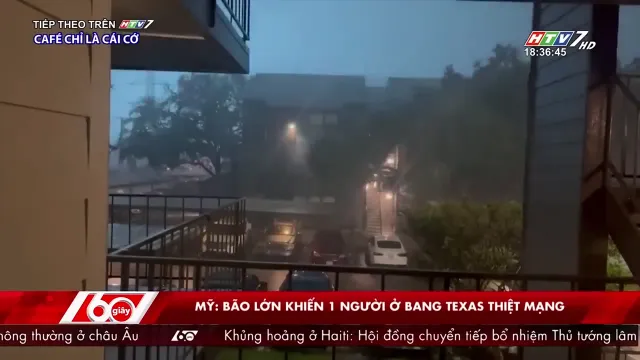 TIẾP THEO TRÊN HTV7
CAFÉ CHỈ LÀ CÁI CỚ
HTV7 HD
18:36:45
60 giây
MỸ: BÃO LỚN KHIẾN 1 NGƯỜI Ở BANG TEXAS THIỆT MẠNG
hông thường ở châu Âu 60 Khủng hoảng ở Haiti: Hội đồng chuyển tiếp bổ nhiệm Thủ tướng lâm